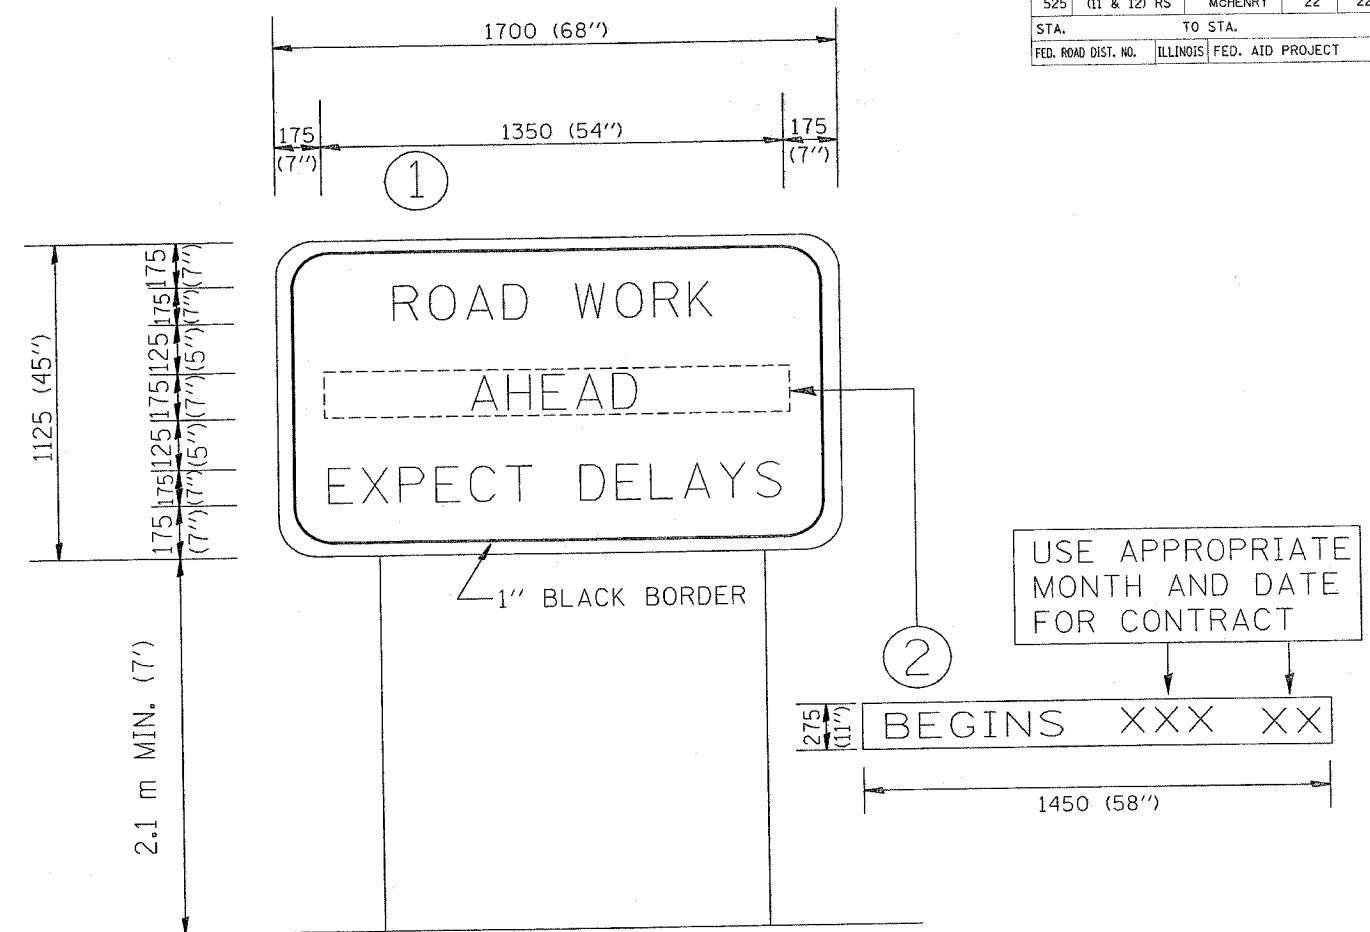 525 (11 & 12) RS MCHENRY 22 22
STA. TO STA.
FED. ROAD DIST. NO. ILLINOIS FED. AID PROJECT
1700 (68'')
175 (7'')
1350 (54'')
175 (7'')
1
1125 (45'')
175 (7'')
175 (7'')
125 (5'')
175 (7'')
125 (5'')
175 (7'')
175 (7'')
ROAD WORK
AHEAD
EXPECT DELAYS
1'' BLACK BORDER
2.1 m MIN. (7')
2
USE APPROPRIATE
MONTH AND DATE
FOR CONTRACT
275 (11'')
BEGINS XXX XX
1450 (58'')